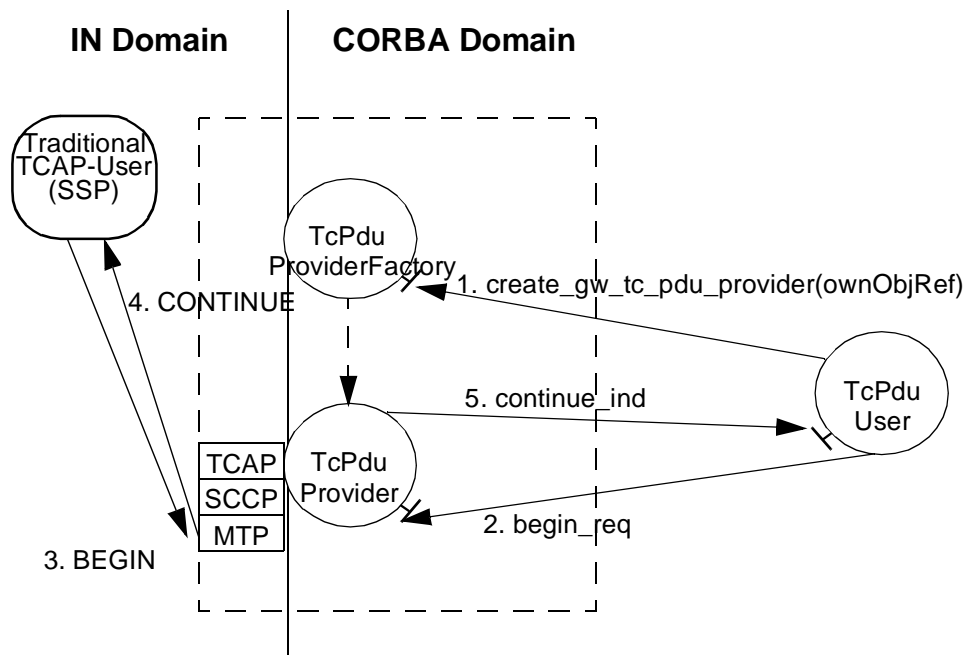 IN Domain
CORBA Domain
Traditional
TCAP-User
(SSP)
TcPdu
ProviderFactory
1. create_gw_tc_pdu_provider(ownObjRef)
4. CONTINUE
TcPdu
User
5. continue_ind
TCAP
SCCP
MTP
TcPdu
Provider
2. begin_req
3. BEGIN